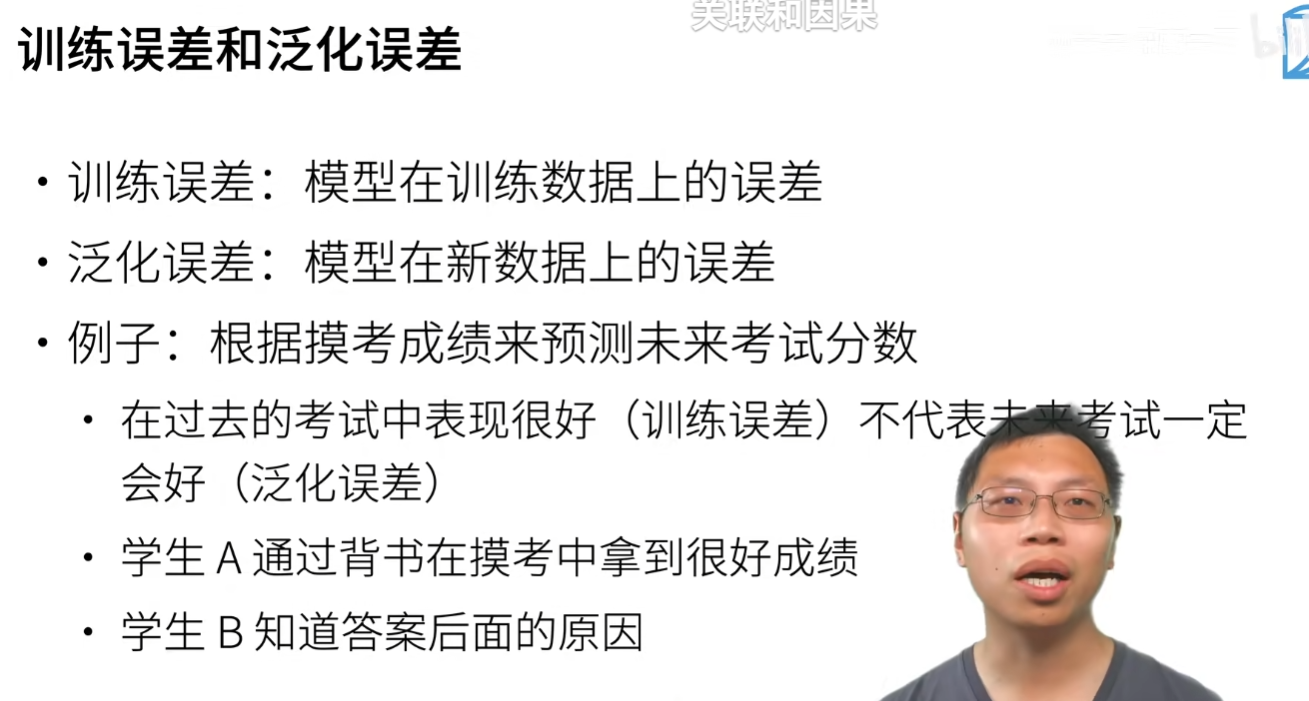 关联和因果
训练误差和泛化误差
• 训练误差：模型在训练数据上的误差
• 泛化误差：模型在新数据上的误差
• 例子：根据摸考成绩来预测未来考试分数
• 在过去的考试中表现很好（训练误差）不代表未来考试一定
会好（泛化误差）
• 学生 A 通过背书在摸考中拿到很好成绩
• 学生 B 知道答案后面的原因